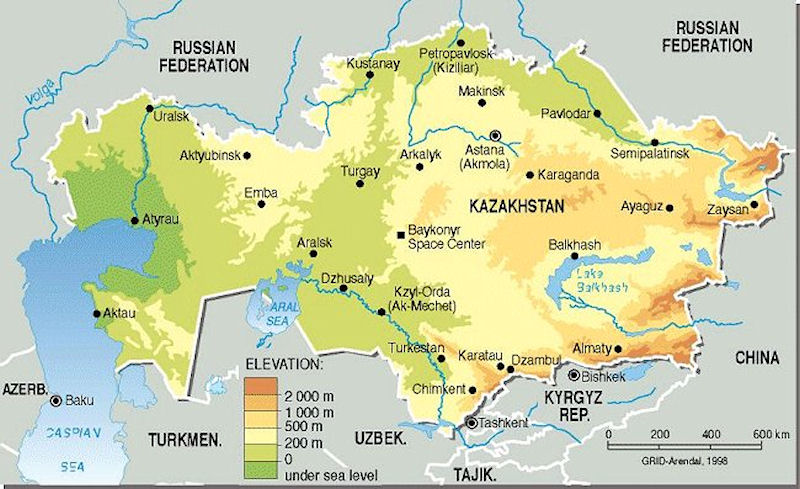 RUSSIAN
FEDERATION
RUSSIAN
FEDERATION
Petropavlosk
(Kiziliar)
Kustanay
Volga
Makinsk
Uralsk
Pavlodar
Astana
(Akmola)
Semipalatinsk
Aktyubinsk
Arkalyk
Turgay
Karaganda
Emba
KAZAKHSTAN
Ayaguz
Zaysan
Atyrau
Baykonyr
Space Center
Aralsk
Balkhash
Dzhusaly
Lake
Balkhash
Kzyl-Orda
(Ak-Mechet)
ARAL
SEA
Aktau
Turkestan
Karatau
Dzambul
Almaty
CHINA
ELEVATION:
2 000 m
1 000 m
500 m
200 m
0
under sea level
Chimkent
Bishkek
KYRGYZ
REP.
AZERB.
Baku
Tashkent
CASPIAN
SEA
TURKMEN.
UZBEK.
TAJIK.
0 200 400 600 km
GRID-Arendal, 1998